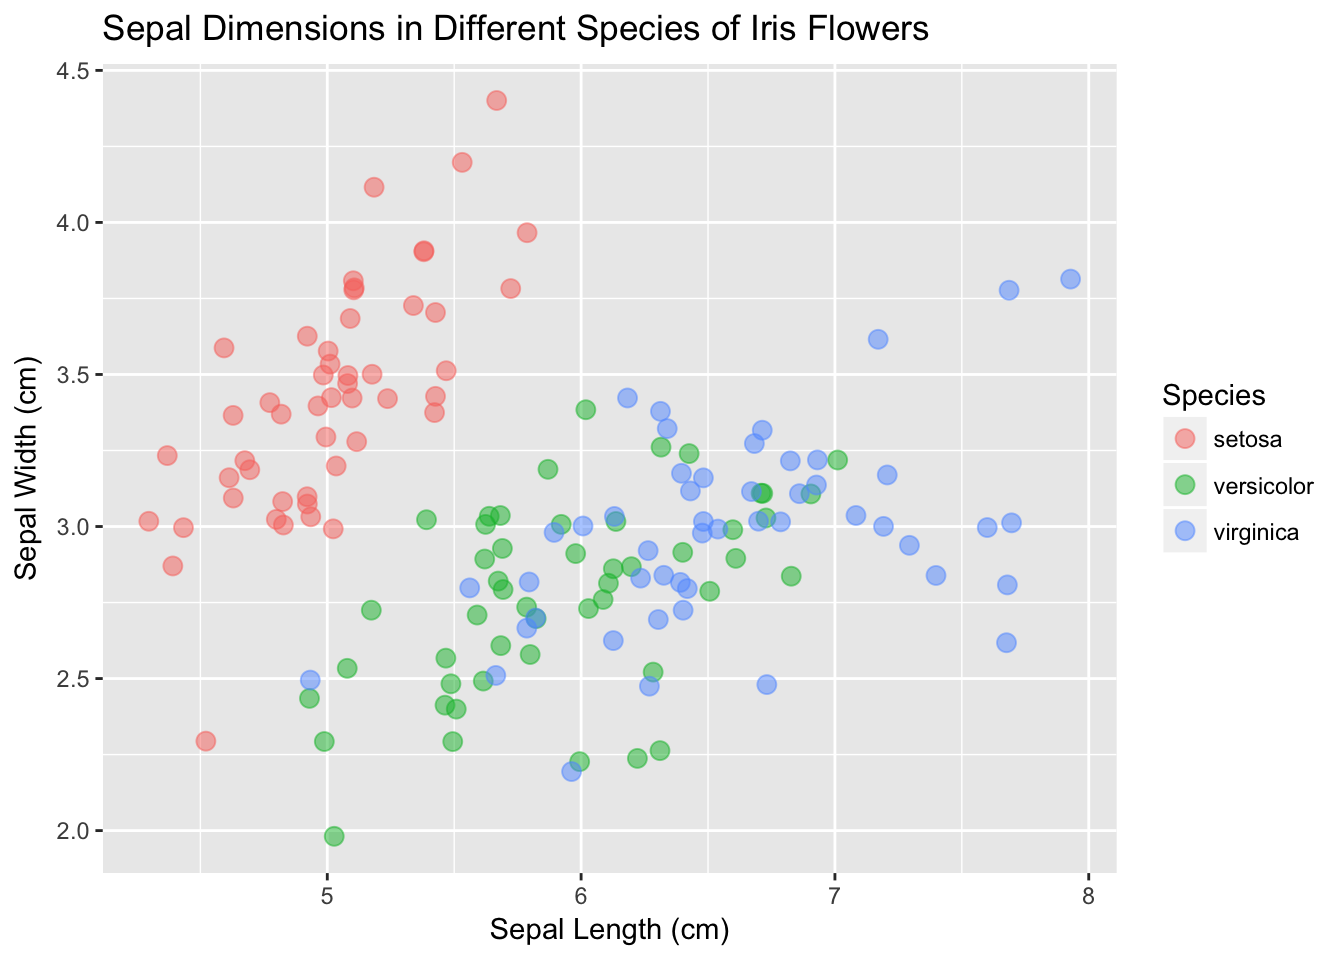 Sepal Dimensions in Different Species of Iris Flowers
4.5
4.0
3.5
3.0
2.5
2.0
Sepal Width (cm)
5 6 7 8
Sepal Length (cm)
Species
setosa
versicolor
virginica